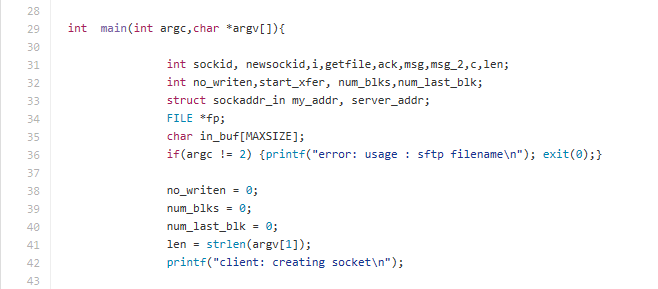 28
29 int  main(int argc,char *argv[]){
30
31 int sockid, newsockid,i,getfile,ack,msg,msg_2,c,len;
32 int no_writen,start_xfer, num_blks,num_last_blk;
33 struct sockaddr_in my_addr, server_addr;
34 FILE *fp;
35 char in_buf[MAXSIZE];
36 if(argc != 2) {printf("error: usage : sftp filename\n"); exit(0);}
37
38 no_writen = 0;
39 num_blks = 0;
40 num_last_blk = 0;
41 len = strlen(argv[1]);
42 printf("client: creating socket\n");
43